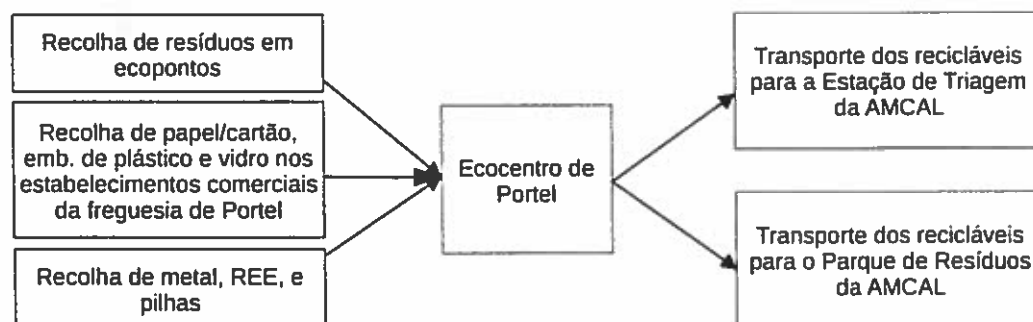 Recolha de resíduos em
ecopontos
Recolha de papel/cartão,
emb. de plástico e vidro nos
estabelecimentos comerciais
da freguesia de Portel
Recolha de metal, REE, e
pilhas
Ecocentro de
Portel
Transporte dos recicláveis
para a Estação de Triagem
da AMCAL
Transporte dos recicláveis
para o Parque de Resíduos
da AMCAL